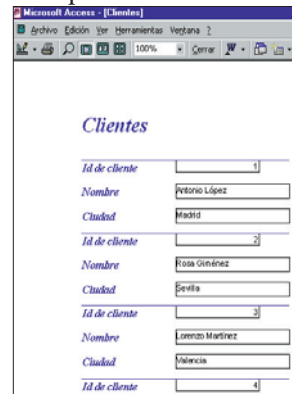 Microsoft Access - [Clientes]
Archivo Edición Ver Herramientas Ventana ?
100% Cerrar
Clientes
Id de cliente 1
Nombre Antonio López
Ciudad Madrid
Id de cliente 2
Nombre Rosa Giménez
Ciudad Sevilla
Id de cliente 3
Nombre Lorenzo Martínez
Ciudad Valencia
Id de cliente 4